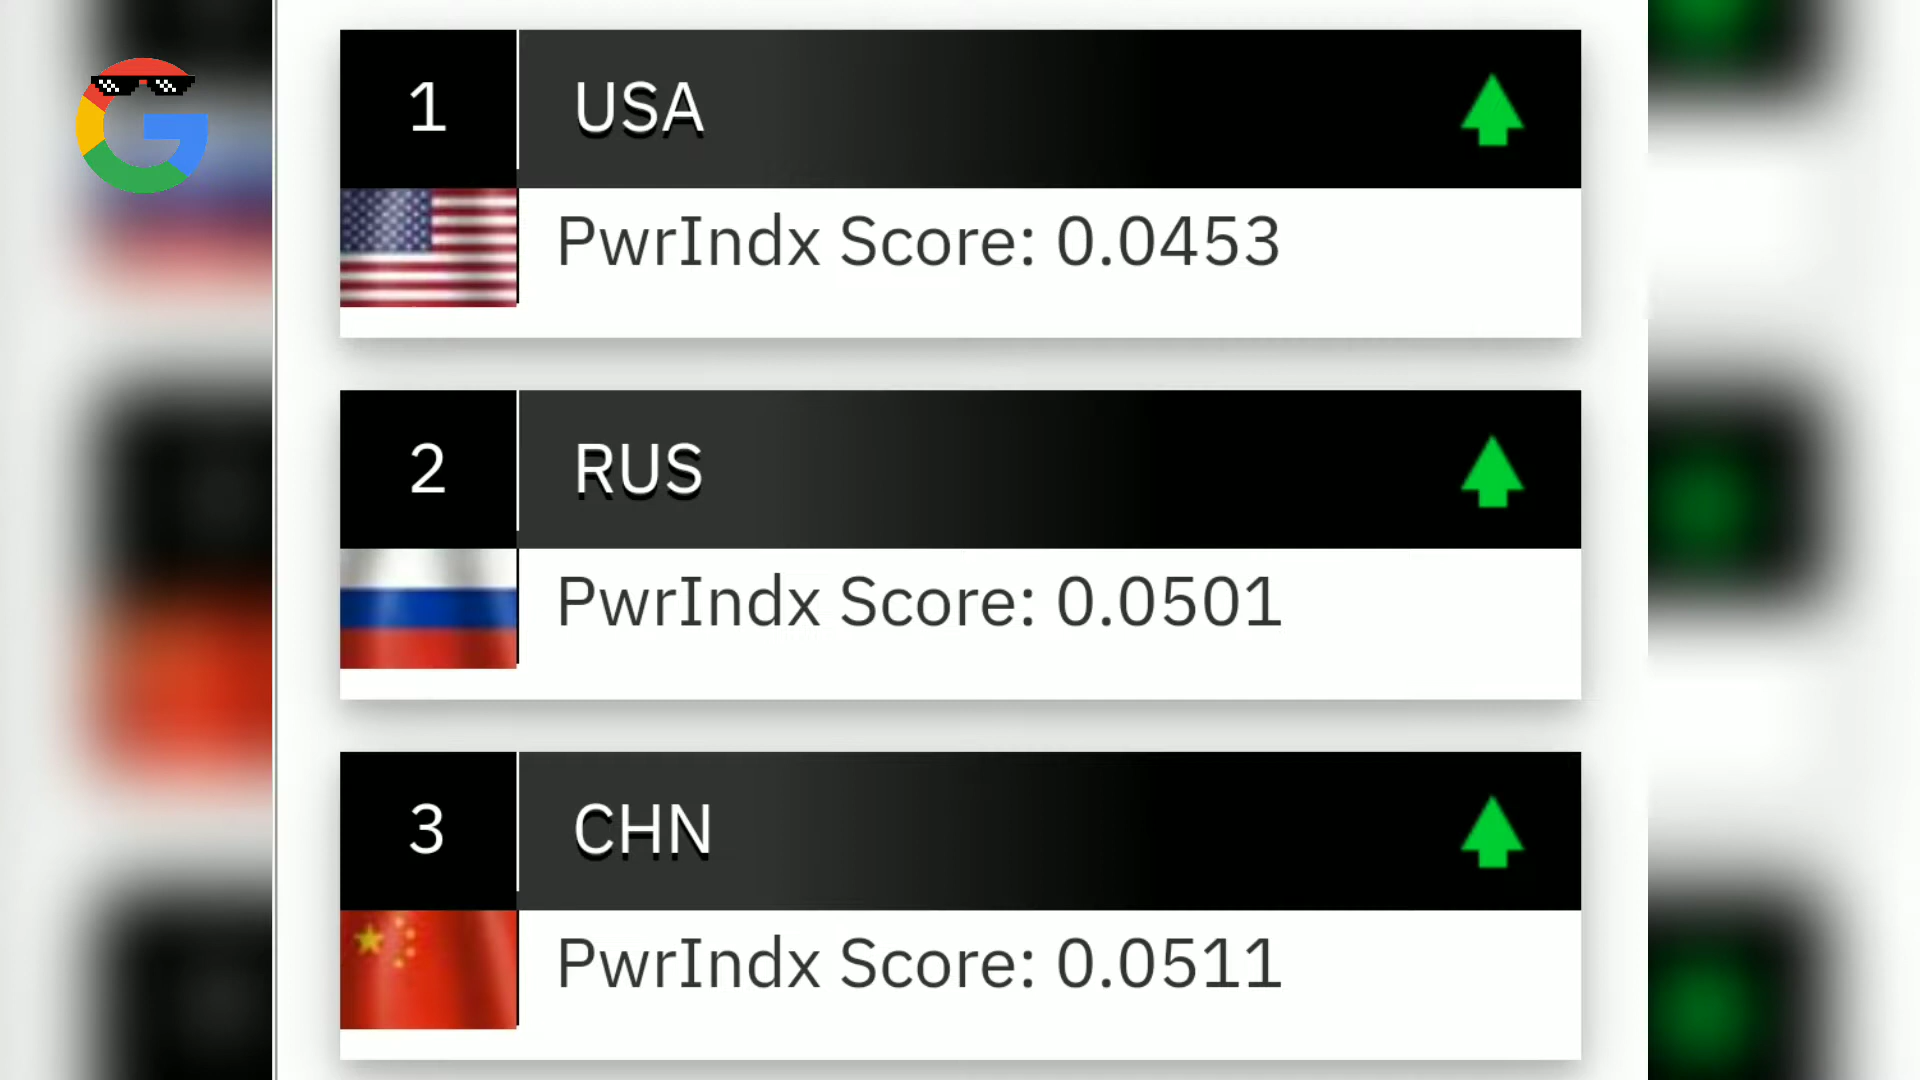 1 USA
PwrIndx Score: 0.0453
2 RUS
PwrIndx Score: 0.0501
3 CHN
PwrIndx Score: 0.0511